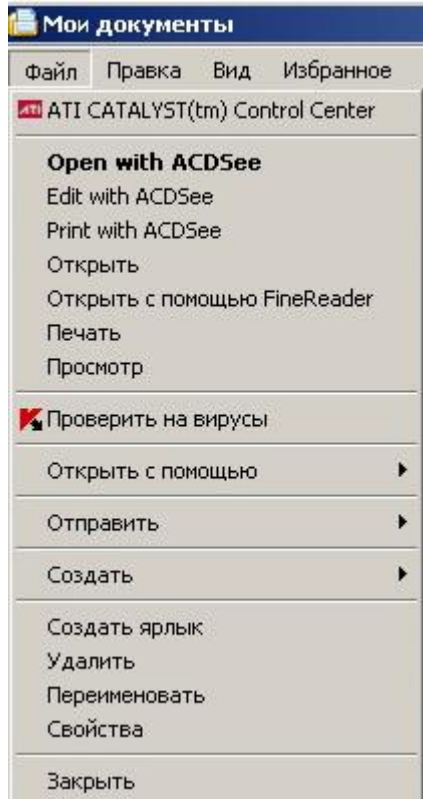 Мои документы
Файл Правка Вид Избранное
ATI ATI CATALYST(tm) Control Center
Open with ACDSee
Edit with ACDSee
Print with ACDSee
Открыть
Открыть с помощью FineReader
Печать
Просмотр
Проверить на вирусы
Открыть с помощью
Отправить
Создать
Создать ярлык
Удалить
Переименовать
Свойства
Закрыть